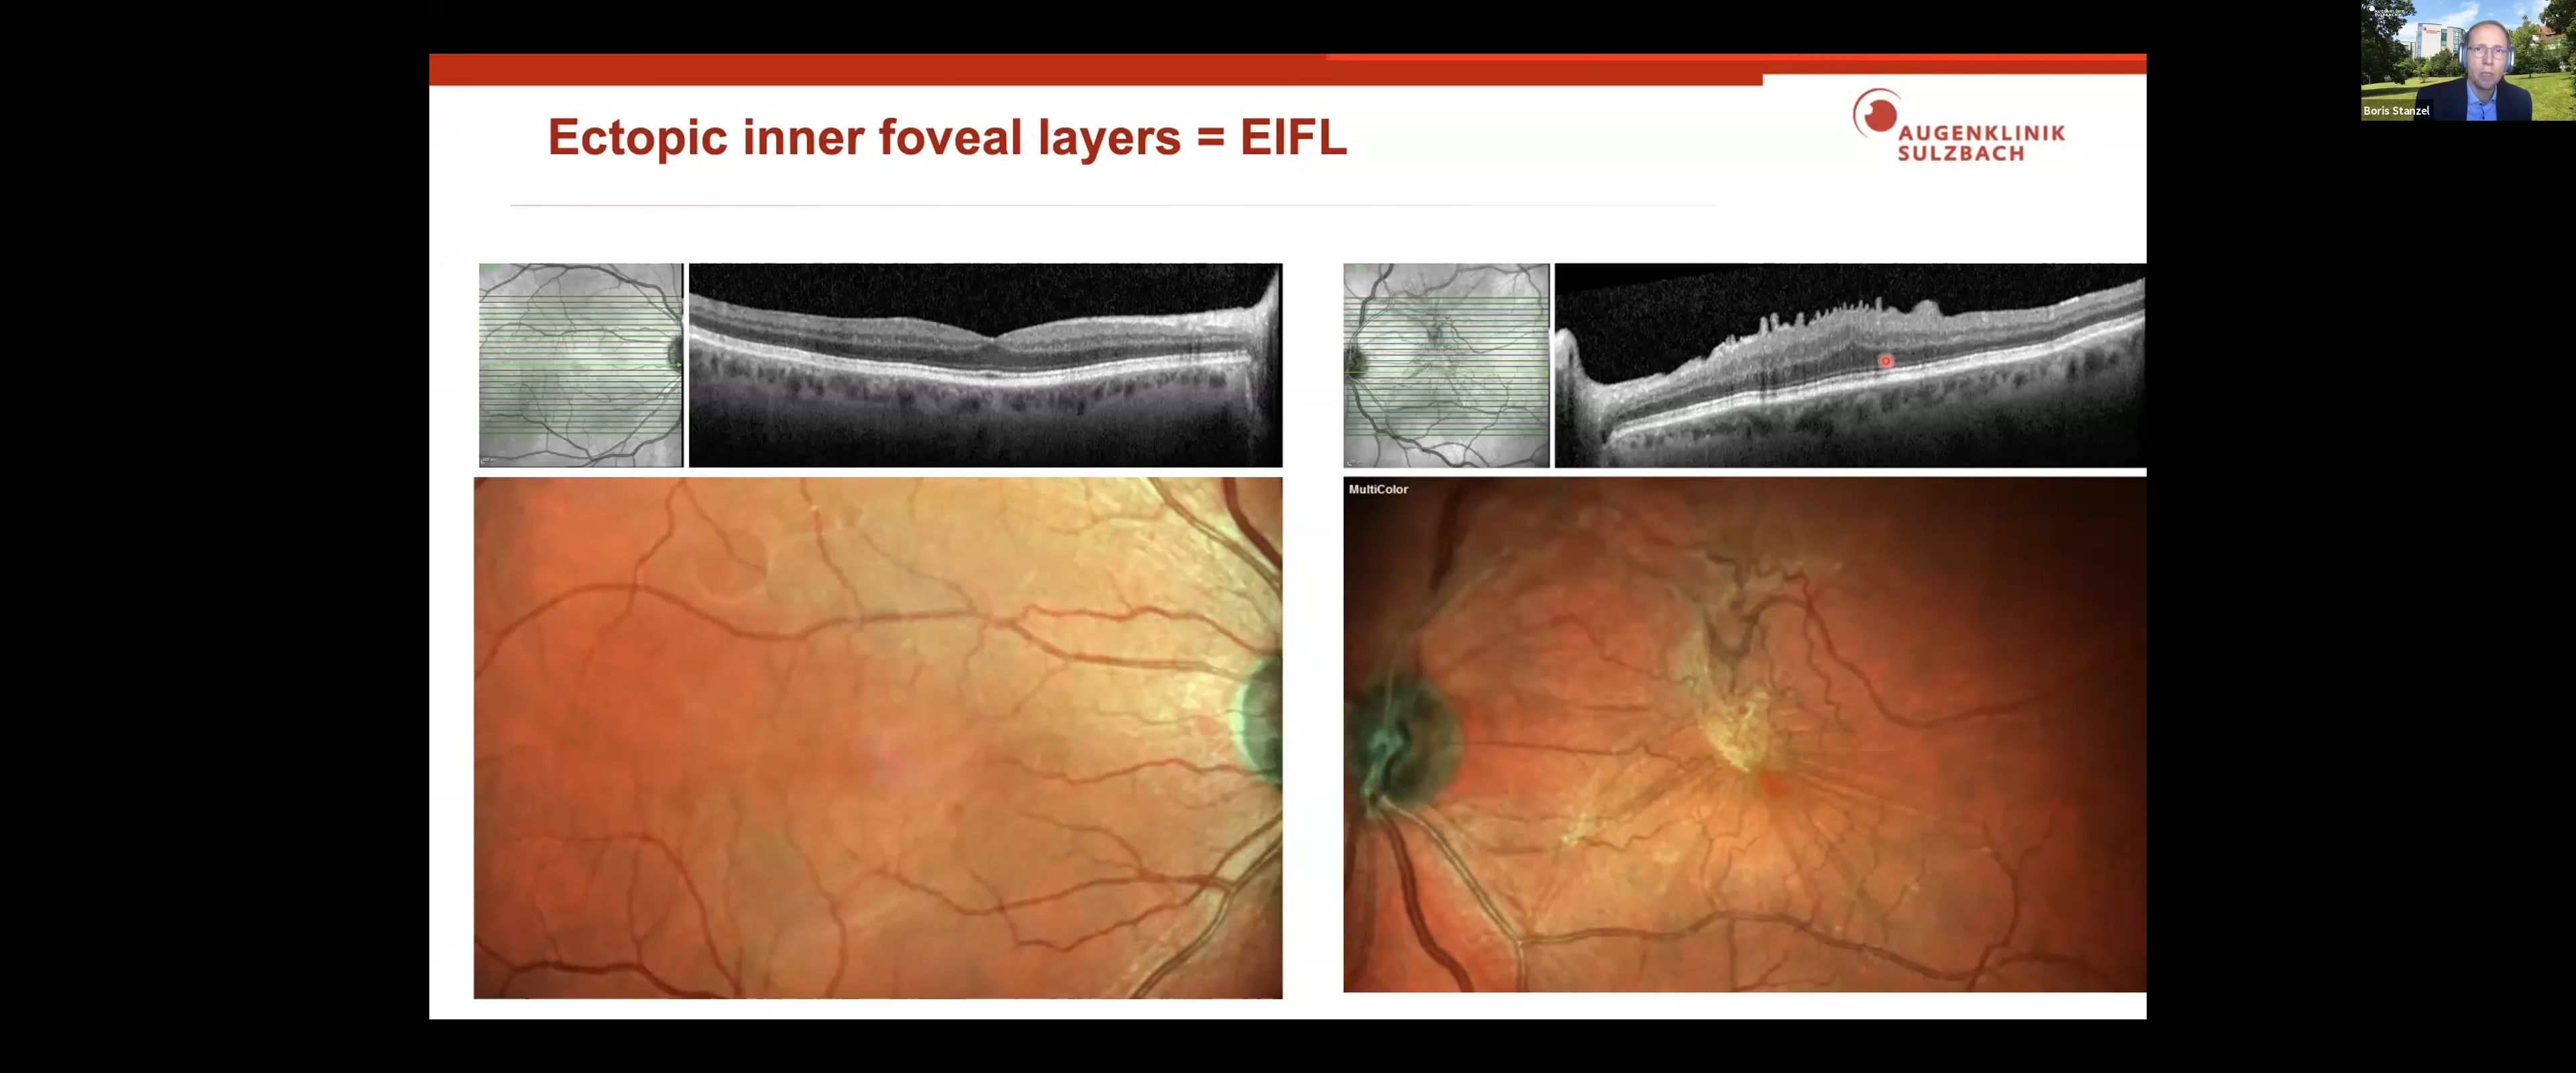 Ectopic inner foveal layers = EIFL
AUGENKLINIK
SULZBACH
MultiColor
Boris Stanzel